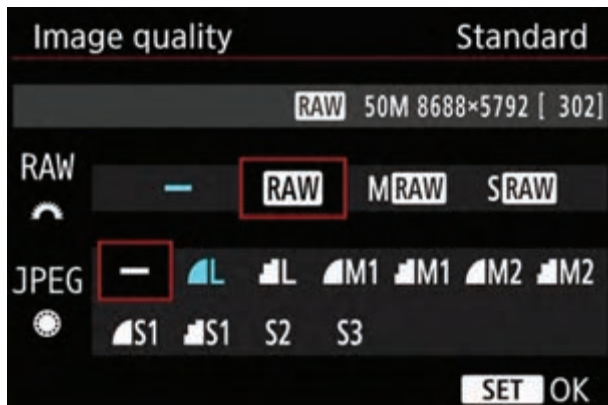 Image quality Standard
RAW 50M 8688×5792 [ 302]
RAW
— RAW MRAW SRAW
JPEG
— L L M1 M1 M2 M2
S1 S1 S2 S3
SET OK